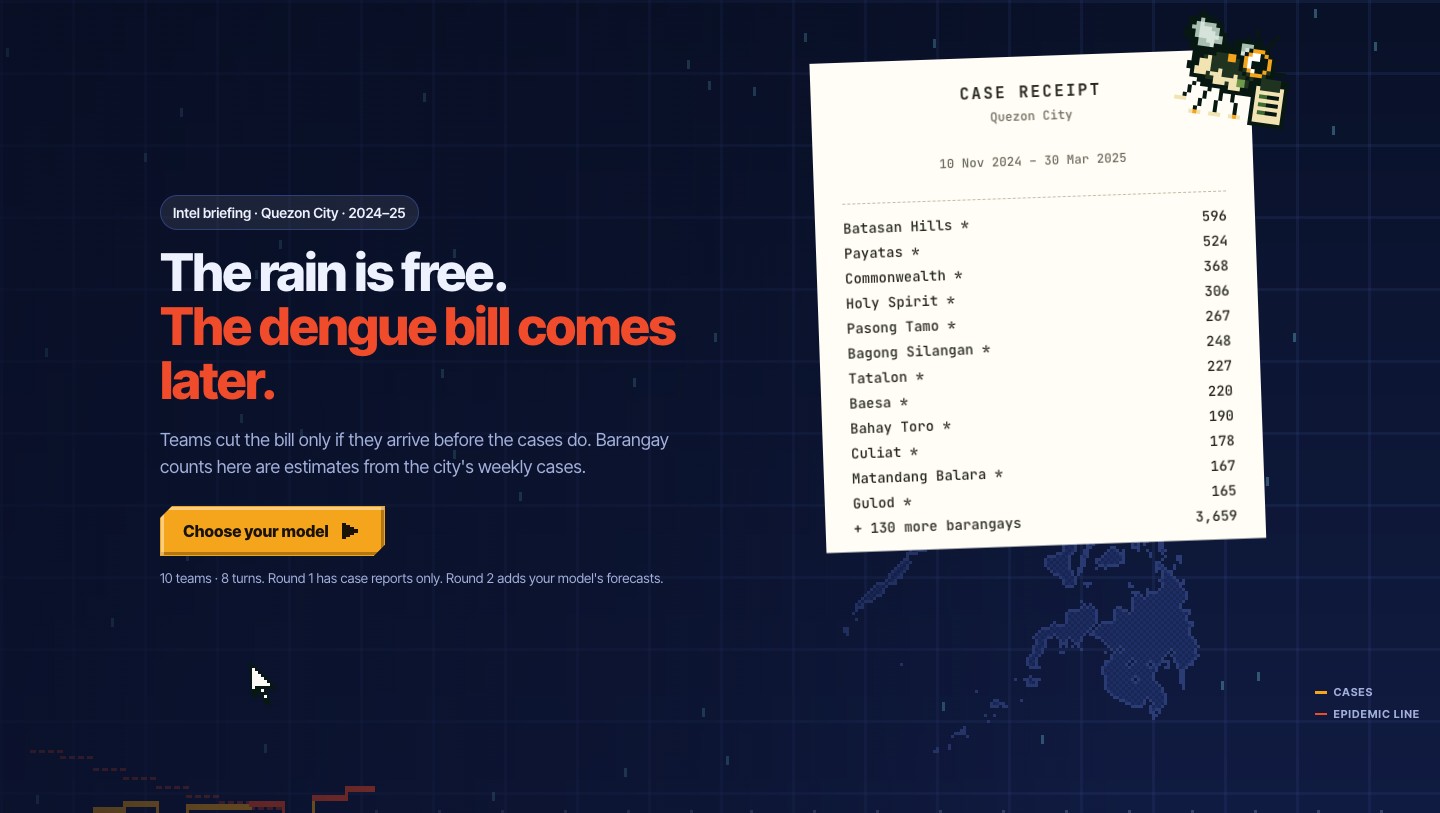 Intel briefing · Quezon City · 2024–25
The rain is free.
The dengue bill comes
later.
Teams cut the bill only if they arrive before the cases do. Barangay
counts here are estimates from the city's weekly cases.
Choose your model
10 teams · 8 turns. Round 1 has case reports only. Round 2 adds your model's forecasts.
CASE RECEIPT
Quezon City
10 Nov 2024 – 30 Mar 2025
Batasan Hills * 596
Payatas * 524
Commonwealth * 368
Holy Spirit * 306
Pasong Tamo * 267
Bagong Silangan * 248
Tatalon * 227
Baesa * 220
Bahay Toro * 190
Culiat * 178
Matandang Balara * 167
Gulod * 165
+ 130 more barangays 3,659
CASES
EPIDEMIC LINE